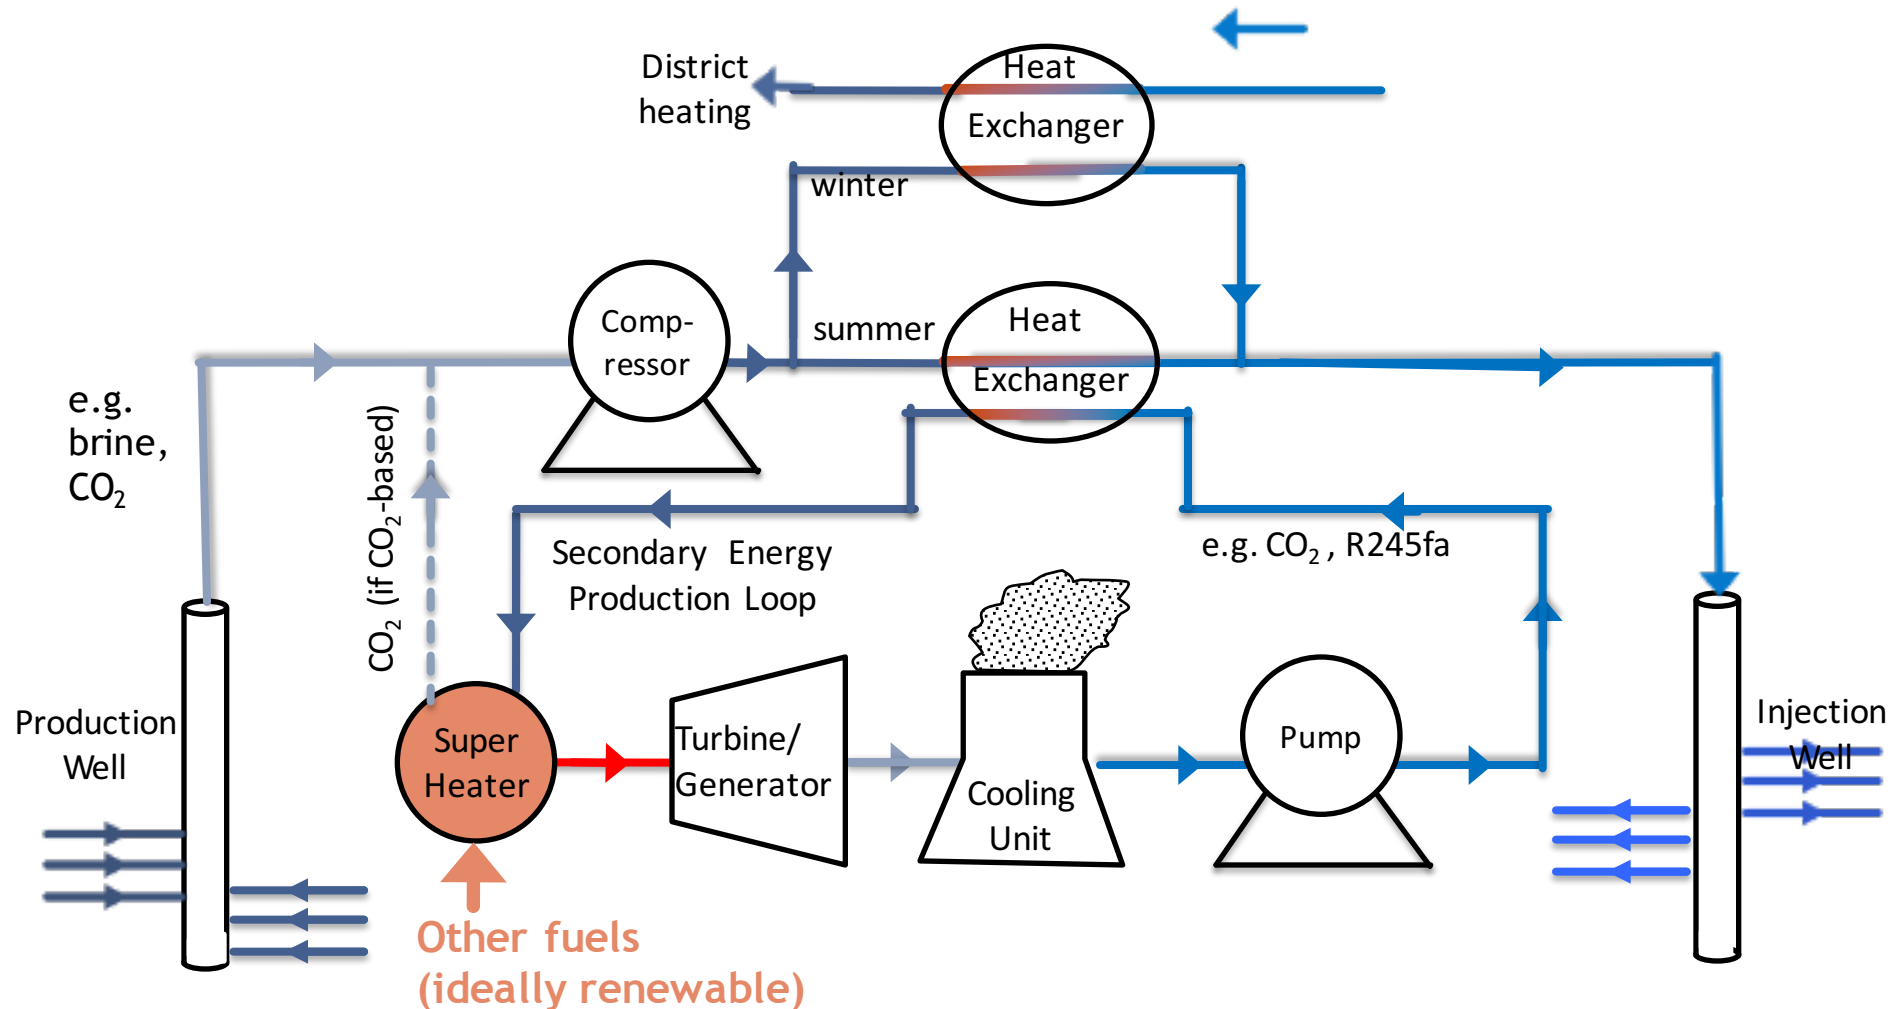 District
heating
Heat
Exchanger
winter
Comp-
ressor
summer
Heat
Exchanger
e.g.
brine,
CO₂
CO₂ (if CO₂-based)
Secondary Energy
Production Loop
e.g. CO₂ , R245fa
Production
Well
Super
Heater
Turbine/
Generator
Cooling
Unit
Pump
Injection
Well
Other fuels
(ideally renewable)